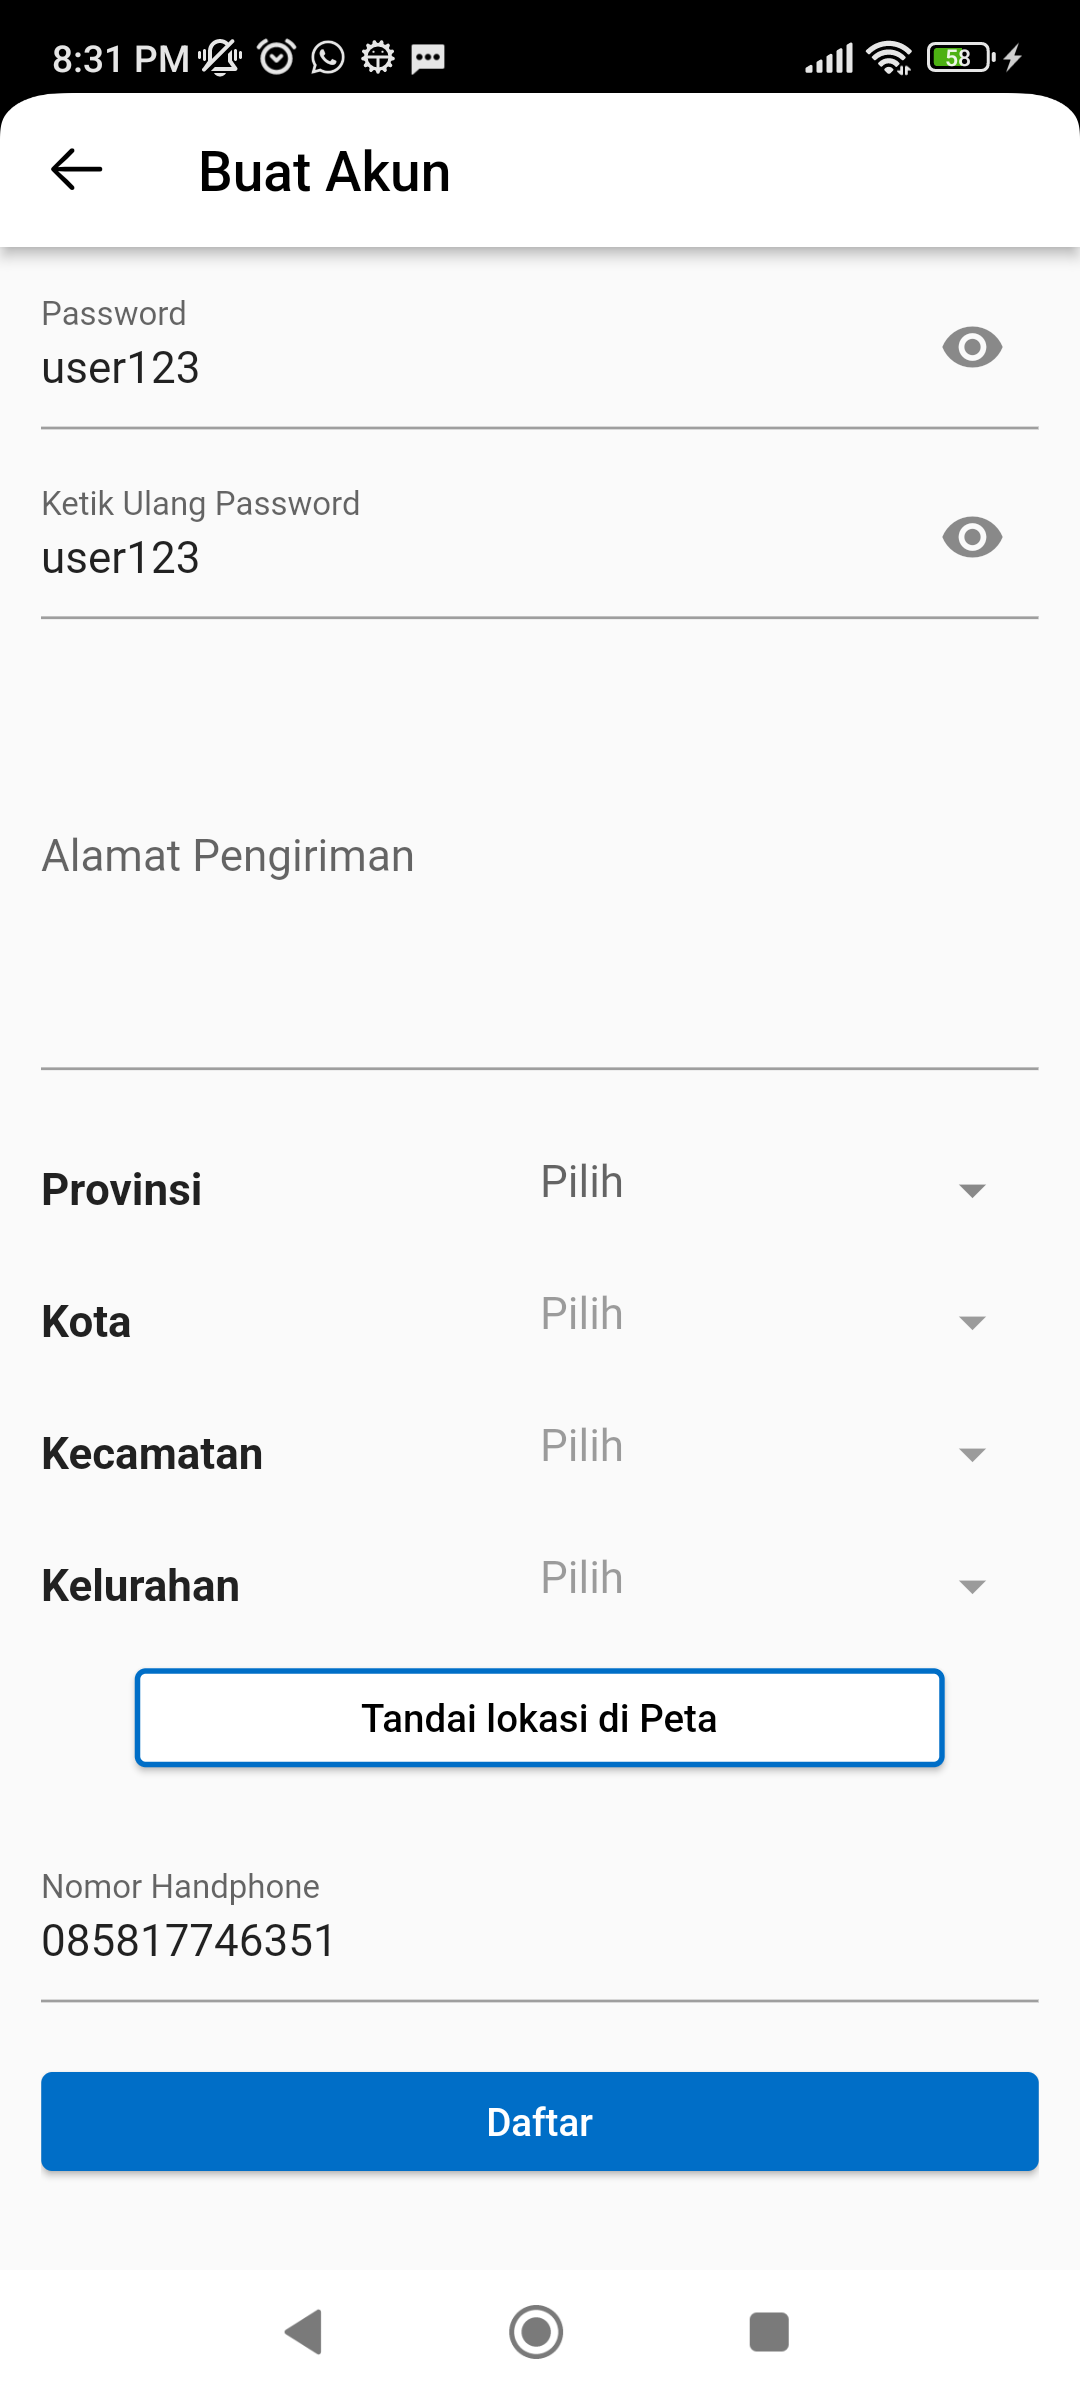 8:31 PM
58
Buat Akun
Password
user123
Ketik Ulang Password
user123
Alamat Pengiriman
Provinsi Pilih
Kota Pilih
Kecamatan Pilih
Kelurahan Pilih
Tandai lokasi di Peta
Nomor Handphone
085817746351
Daftar